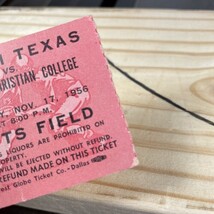 TEXAS
VS.
CHRISTIAN COLLEGE
NOV. 17, 1956
8:00 P.M.
TS FIELD
LIQUORS ARE PROHIBITED ON
PROPERTY.
WILL BE EJECTED WITHOUT REFUND.
REFUND MADE ON THIS TICKET
Globe Ticket Co.-Dallas